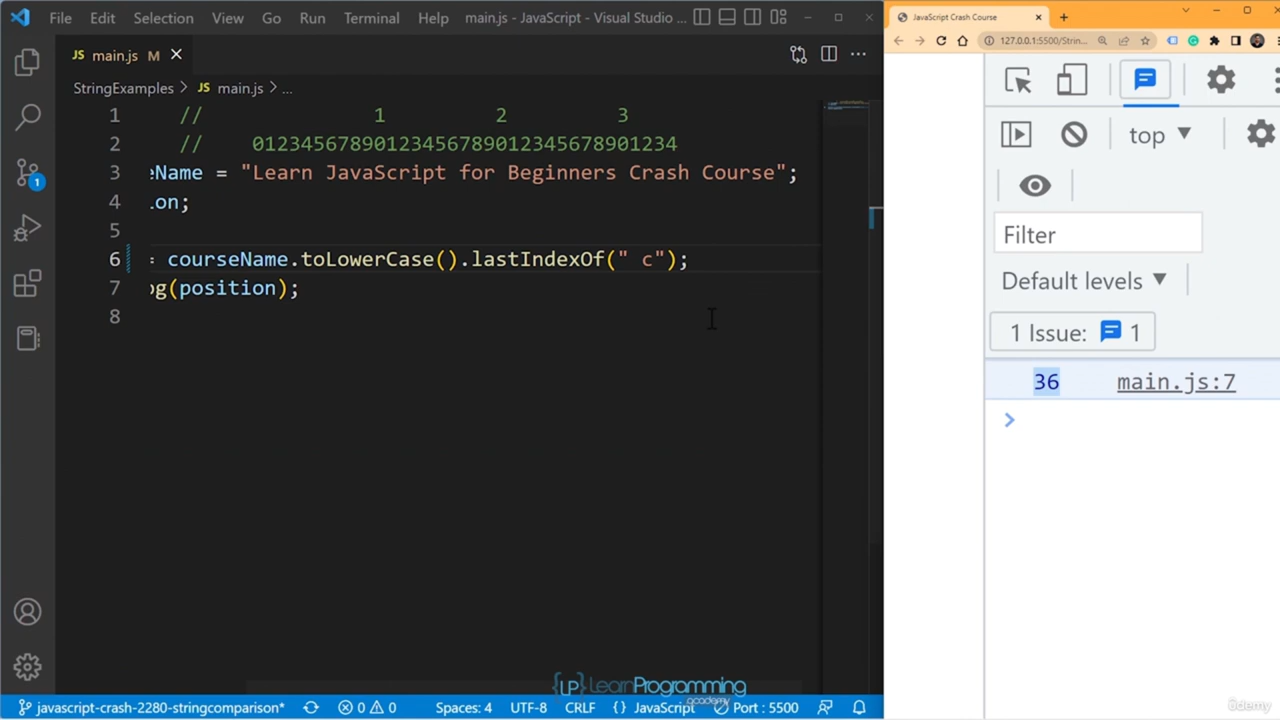 File Edit Selection View Go Run Terminal Help main.js - JavaScript - Visual Studio ...
JS main.js M
StringExamples > JS main.js > ...
1 // 1 2 3
2 // 01234567890123456789012345678901234
3 eName = "Learn JavaScript for Beginners Crash Course";
4 .on;
5
6 = courseName.toLowerCase().lastIndexOf(" c");
7 og(position);
8
1
LP LearnProgramming
academy
javascript-crash-2280-stringcomparison* 0 0 Spaces: 4 UTF-8 CRLF {} JavaScript Port : 5500
JavaScript Crash Course
127.0.0.1:5500/Strin...
top
Filter
Default levels
1 Issue: 1
36 main.js:7
>
ûdemy